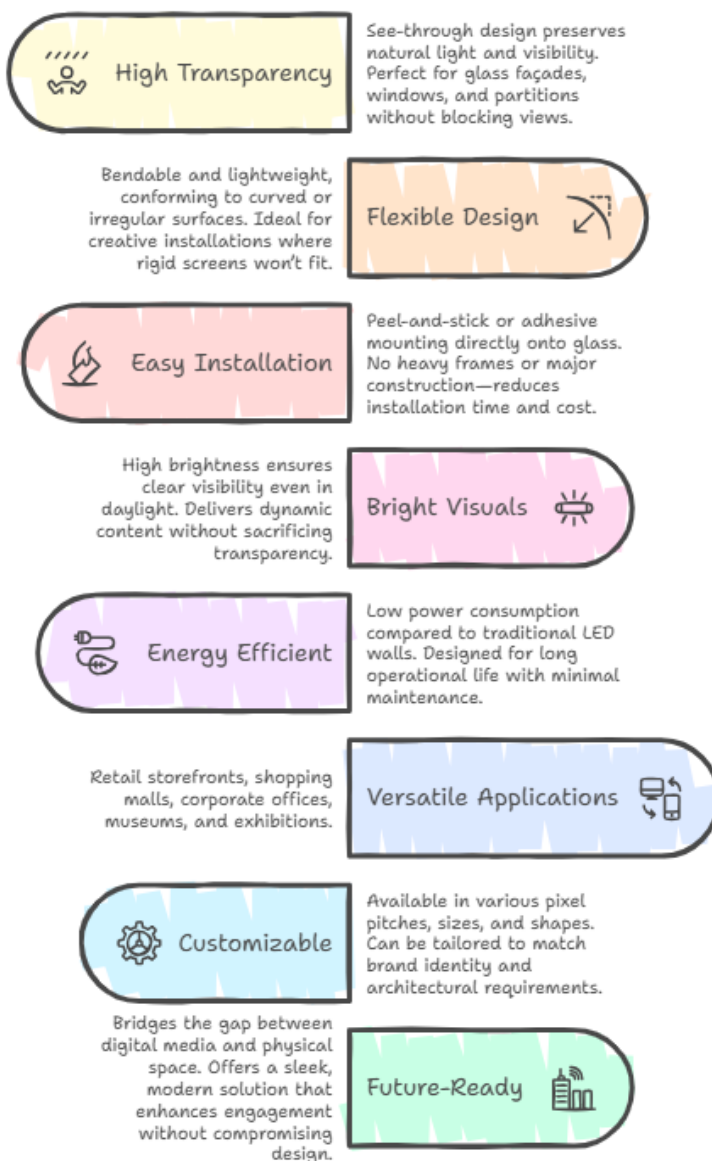 High Transparency
See-through design preserves
natural light and visibility.
Perfect for glass façades,
windows, and partitions
without blocking views.
Bendable and lightweight,
conforming to curved or
irregular surfaces. Ideal for
creative installations where
rigid screens won't fit.
Flexible Design
Easy Installation
Peel-and-stick or adhesive
mounting directly onto glass.
No heavy frames or major
construction—reduces
installation time and cost.
High brightness ensures
clear visibility even in
daylight. Delivers dynamic
content without sacrificing
transparency.
Bright Visuals
Energy Efficient
Low power consumption
compared to traditional LED
walls. Designed for long
operational life with minimal
maintenance.
Retail storefronts, shopping
malls, corporate offices,
museums, and exhibitions.
Versatile Applications
Customizable
Available in various pixel
pitches, sizes, and shapes.
Can be tailored to match
brand identity and
architectural requirements.
Bridges the gap between
digital media and physical
space. Offers a sleek,
modern solution that
enhances engagement
without compromising
design.
Future-Ready